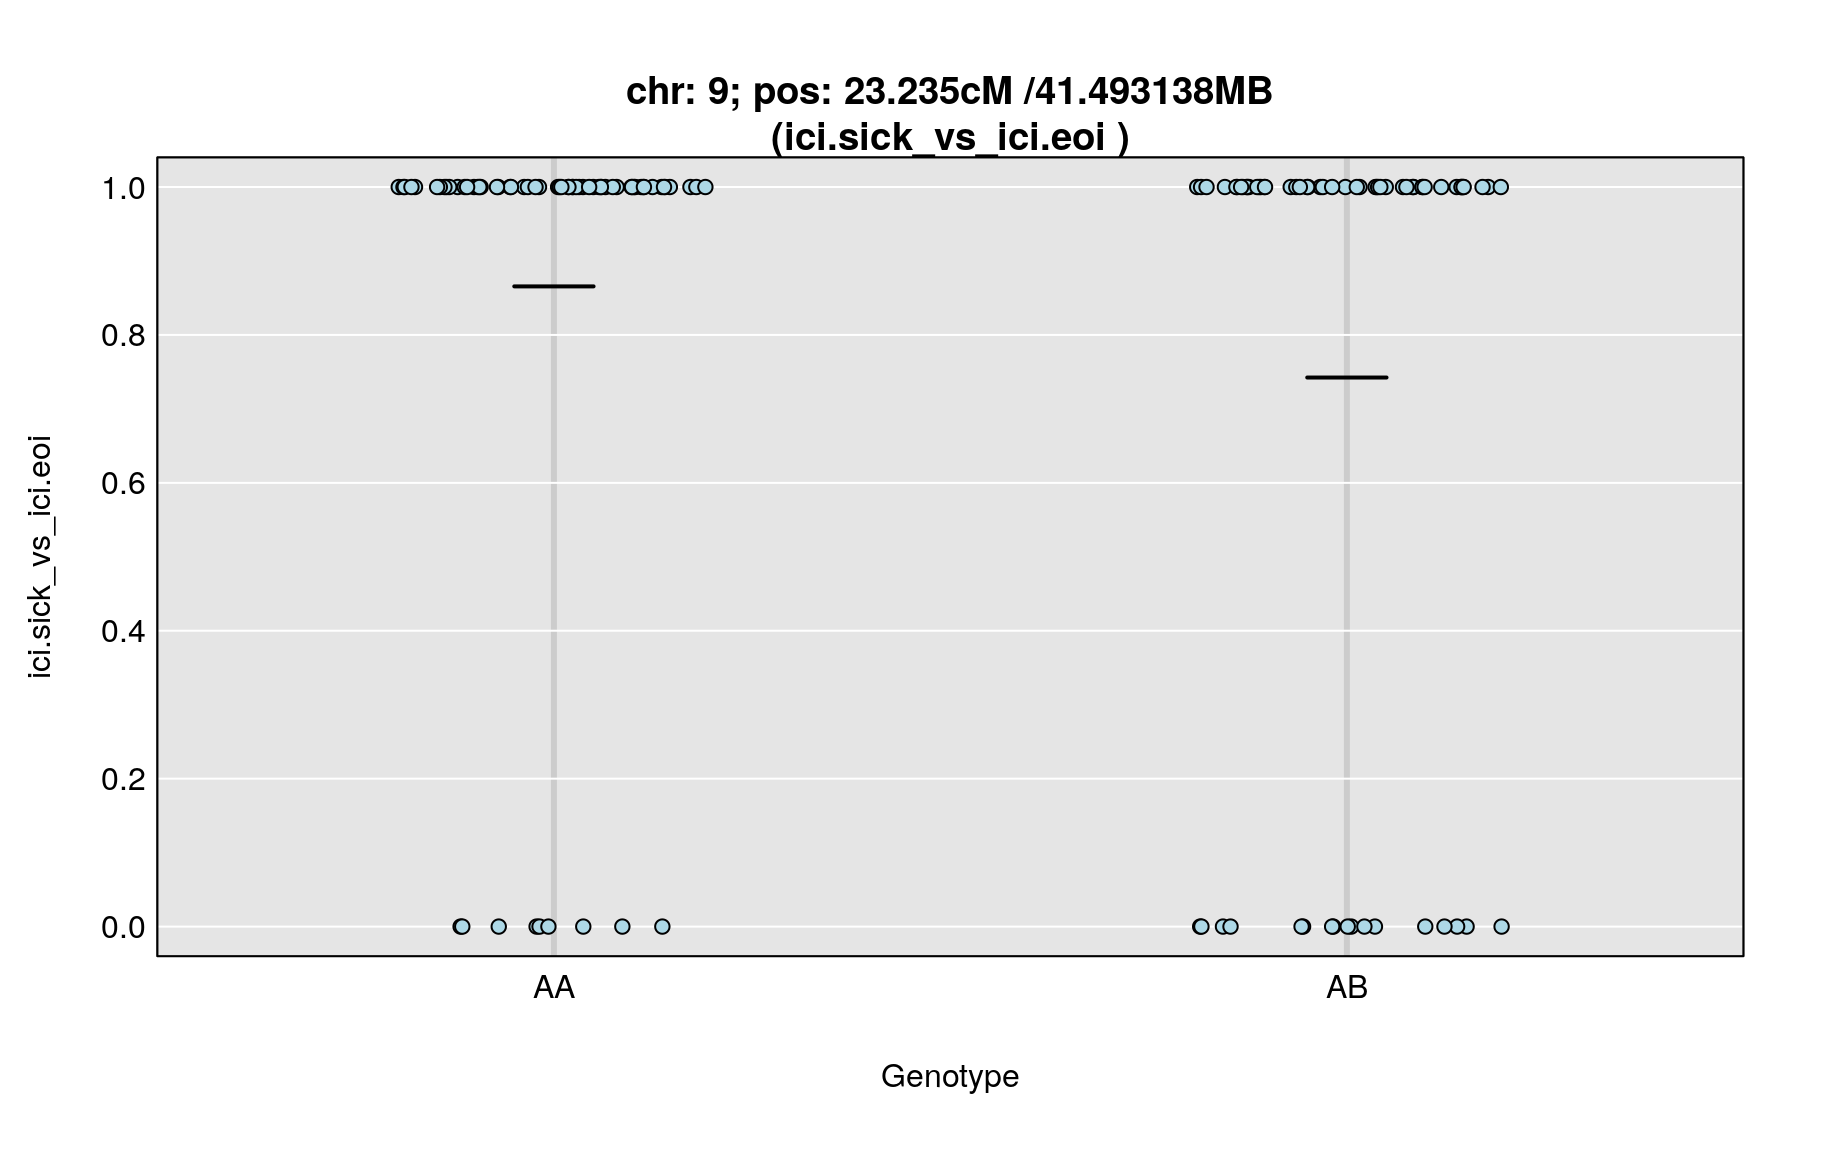 chr: 9; pos: 23.235cM /41.493138MB
(ici.sick_vs_ici.eoi )
ici.sick_vs_ici.eoi
1.0
0.8
0.6
0.4
0.2
0.0
AA AB
Genotype